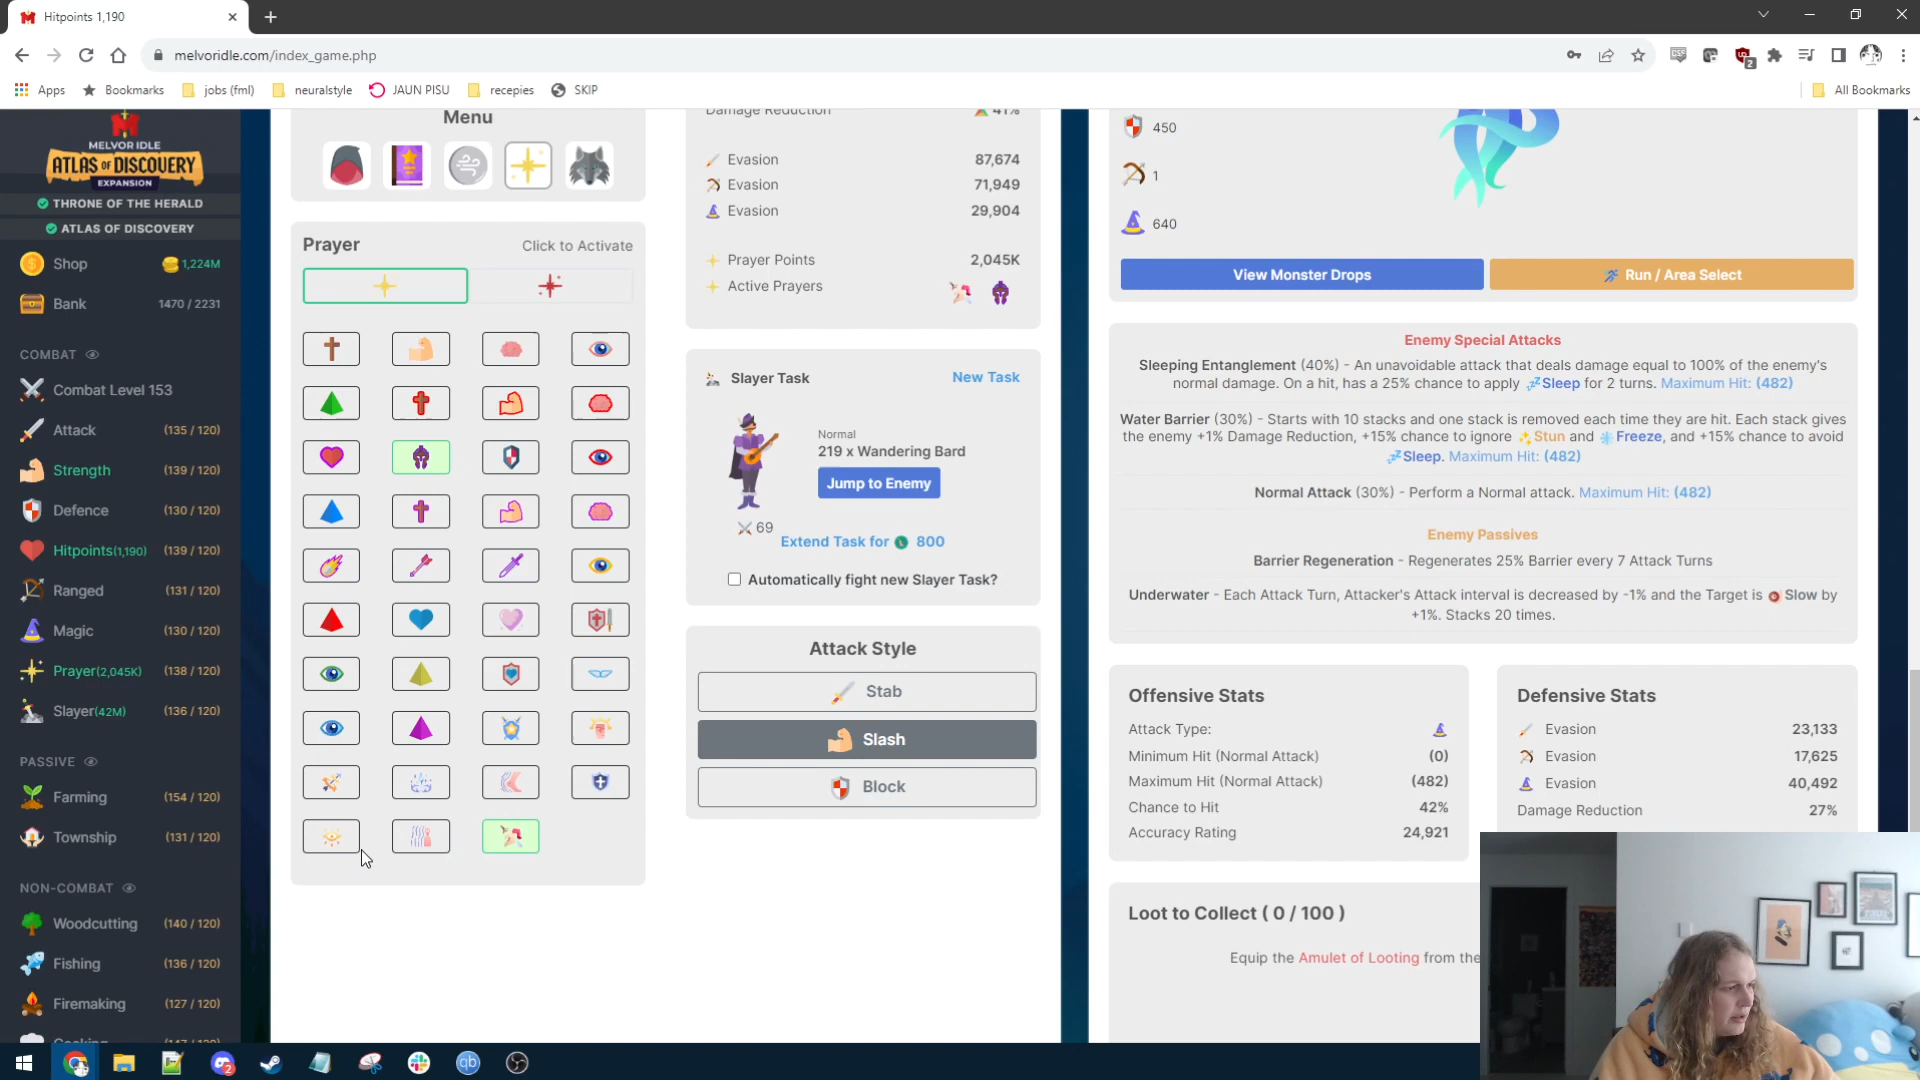 Hitpoints 1,190
melvoridle.com/index_game.php
2
Apps
Bookmarks
jobs (fml)
neuralstyle
JAUN PISU
recepies
SKIP
All Bookmarks
MELVOR IDLE
ATLAS OF DISCOVERY
EXPANSION
THRONE OF THE HERALD
ATLAS OF DISCOVERY
Shop 1,224M
Bank 1470 / 2231
COMBAT
Combat Level 153
Attack (135 / 120)
Strength (139 / 120)
Defence (130 / 120)
Hitpoints(1,190) (139 / 120)
Ranged (131 / 120)
Magic (130 / 120)
Prayer(2,045K) (138 / 120)
Slayer(42M) (136 / 120)
PASSIVE
Farming (154 / 120)
Township (131 / 120)
NON-COMBAT
Woodcutting (140 / 120)
Fishing (136 / 120)
Firemaking (127 / 120)
Menu
Prayer Click to Activate
Damage Reduction 41%
Evasion 87,674
Evasion 71,949
Evasion 29,904
Prayer Points 2,045K
Active Prayers
Slayer Task New Task
Normal
219 x Wandering Bard
Jump to Enemy
69
Extend Task for 800
Automatically fight new Slayer Task?
Attack Style
Stab
Slash
Block
450
1
640
View Monster Drops
Run / Area Select
Enemy Special Attacks
Sleeping Entanglement (40%) - An unavoidable attack that deals damage equal to 100% of the enemy's
normal damage. On a hit, has a 25% chance to apply Sleep for 2 turns. Maximum Hit: (482)
Water Barrier (30%) - Starts with 10 stacks and one stack is removed each time they are hit. Each stack gives
the enemy +1% Damage Reduction, +15% chance to ignore Stun and Freeze, and +15% chance to avoid
Sleep. Maximum Hit: (482)
Normal Attack (30%) - Perform a Normal attack. Maximum Hit: (482)
Enemy Passives
Barrier Regeneration - Regenerates 25% Barrier every 7 Attack Turns
Underwater - Each Attack Turn, Attacker's Attack interval is decreased by -1% and the Target is Slow by
+1%. Stacks 20 times.
Offensive Stats
Attack Type:
Minimum Hit (Normal Attack) (0)
Maximum Hit (Normal Attack) (482)
Chance to Hit 42%
Accuracy Rating 24,921
Defensive Stats
Evasion 23,133
Evasion 17,625
Evasion 40,492
Damage Reduction 27%
Loot to Collect ( 0 / 100 )
Equip the Amulet of Looting from the
2
qb